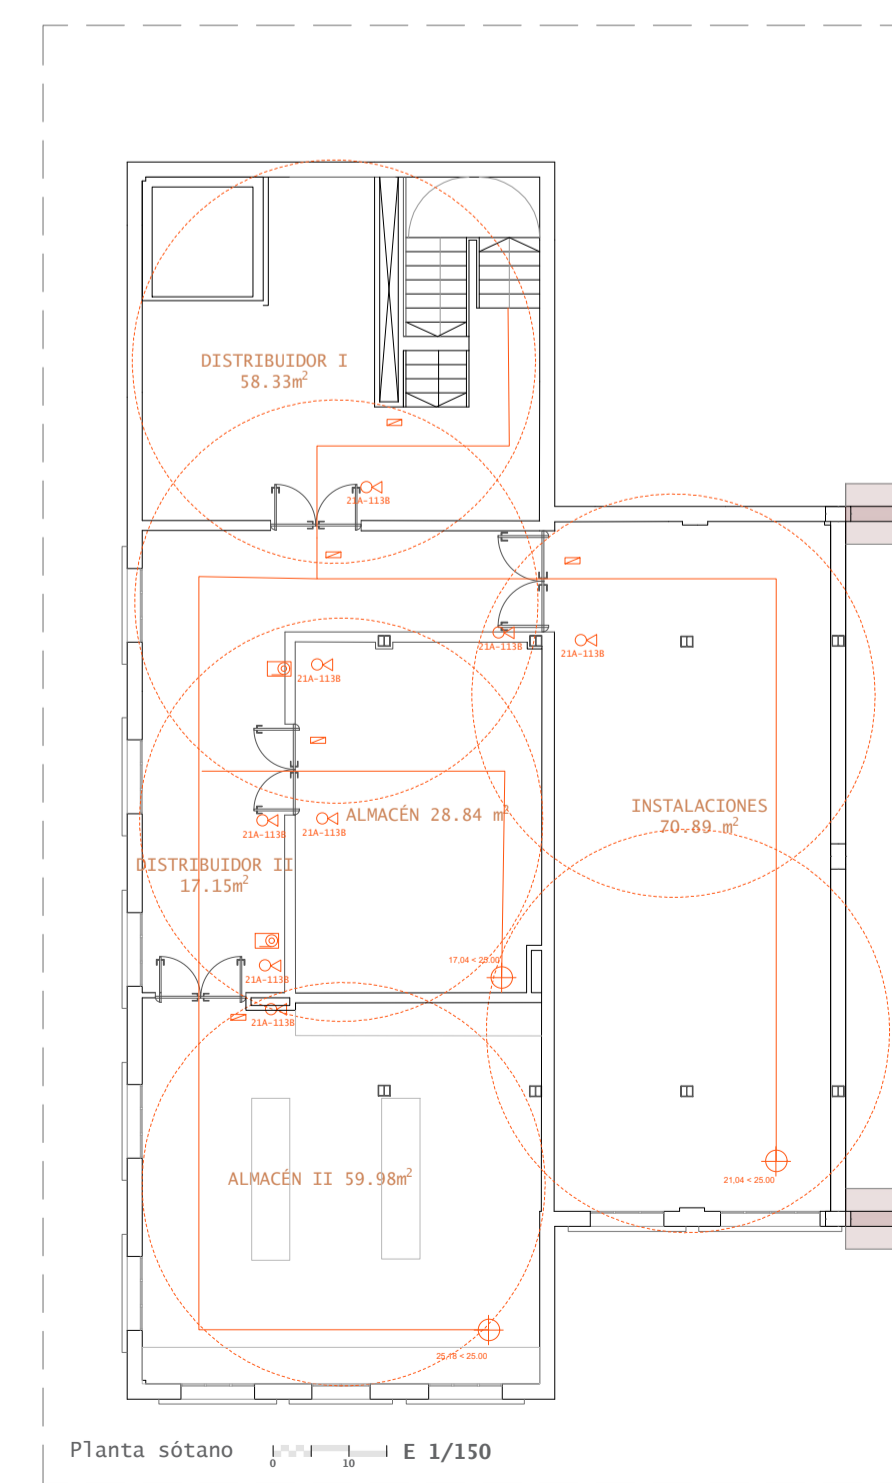 DISTRIBUIDOR I
58.33m²
21A-113B
21A-113B
21A-113B
21A-113B
ALMACÉN 28.84 m²
INSTALACIONES
70.89 m²
21A-113B
21A-113B
DISTRIBUIDOR II
17.15m²
17,04 < 25.00
21A-113B
21A-113B
ALMACÉN II 59.98m²
21,04 < 25.00
25,18 < 25.00
Planta sótano
0 10
E 1/150